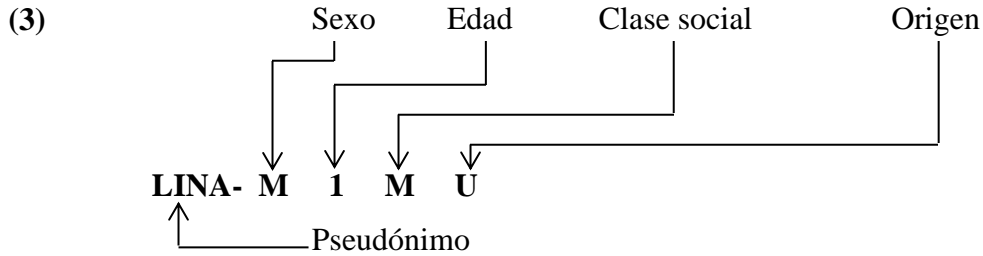 (3) Sexo Edad Clase social Origen
LINA- M 1 M U
Pseudónimo